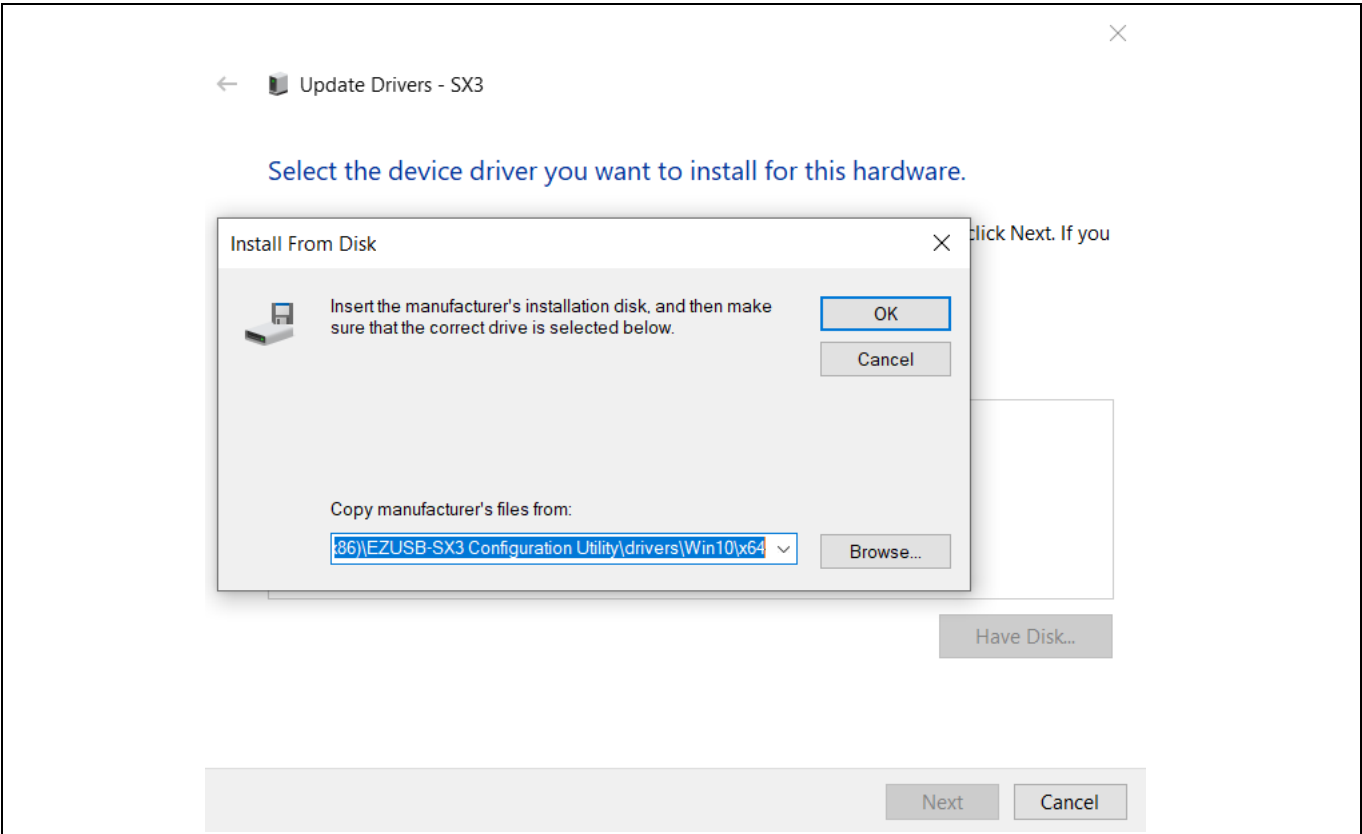 Update Drivers - SX3
Select the device driver you want to install for this hardware.
click Next. If you
Install From Disk
Insert the manufacturer's installation disk, and then make
sure that the correct drive is selected below.
OK
Cancel
Copy manufacturer's files from:
x86)\EZUSB-SX3 Configuration Utility\drivers\Win10\x64
Browse...
Have Disk...
Next
Cancel